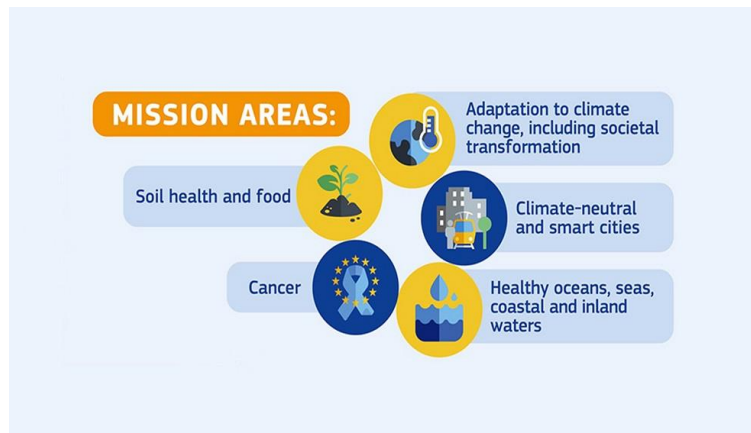 MISSION AREAS:
Adaptation to climate
change, including societal
transformation
Soil health and food
Climate-neutral
and smart cities
Cancer
Healthy oceans, seas,
coastal and inland
waters